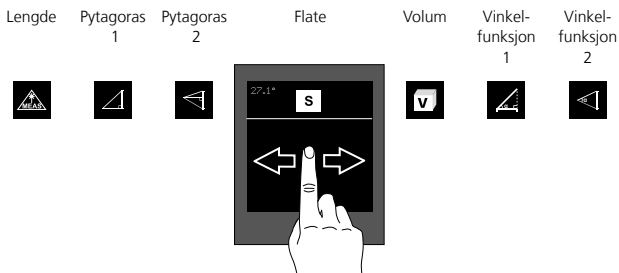 Lengde Pytagoras Pytagoras Flate Volum Vinkel- Vinkel-
1 2 funksjon funksjon
1 2
MEAS
27.1°
S
V